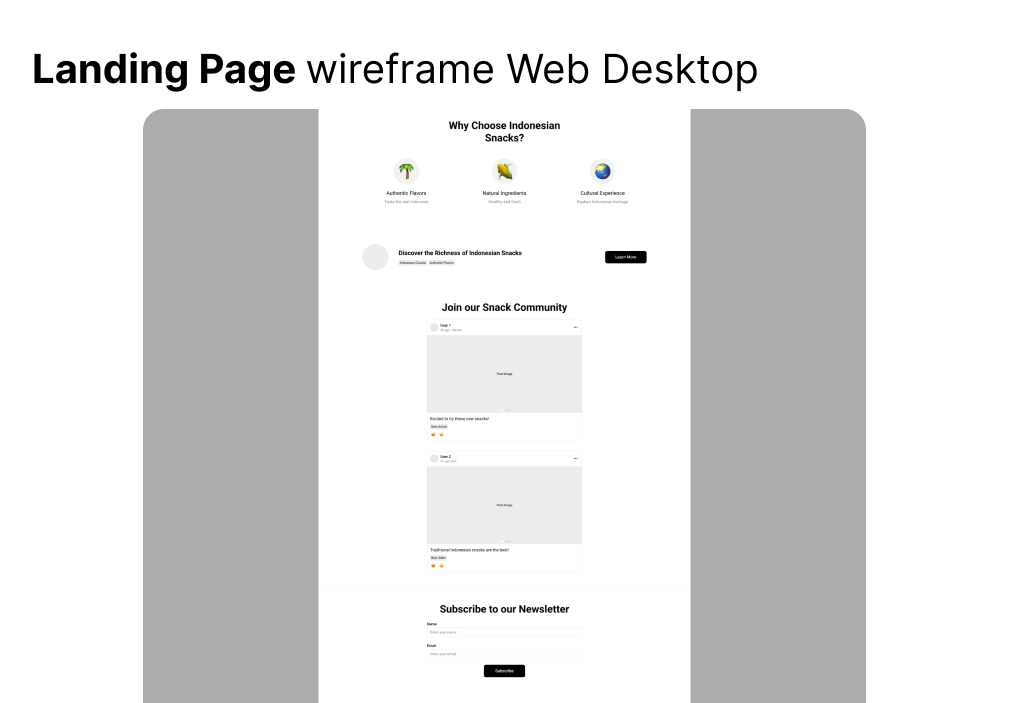 Landing Page wireframe Web Desktop
Why Choose Indonesian
Snacks?
Authentic Flavors
Natural Ingredients
Cultural Experience
Taste the real Indonesia
Healthy and fresh
Explore Indonesian heritage
Discover the Richness of Indonesian Snacks
Indonesian Cuisine
Authentic Flavors
Learn More
Join our Snack Community
User 1
Post Image
Excited to try these new snacks!
New Arrival
User 2
Post Image
Traditional Indonesian snacks are the best!
Best Seller
Subscribe to our Newsletter
Name
Enter your name
Email
Enter your email
Subscribe